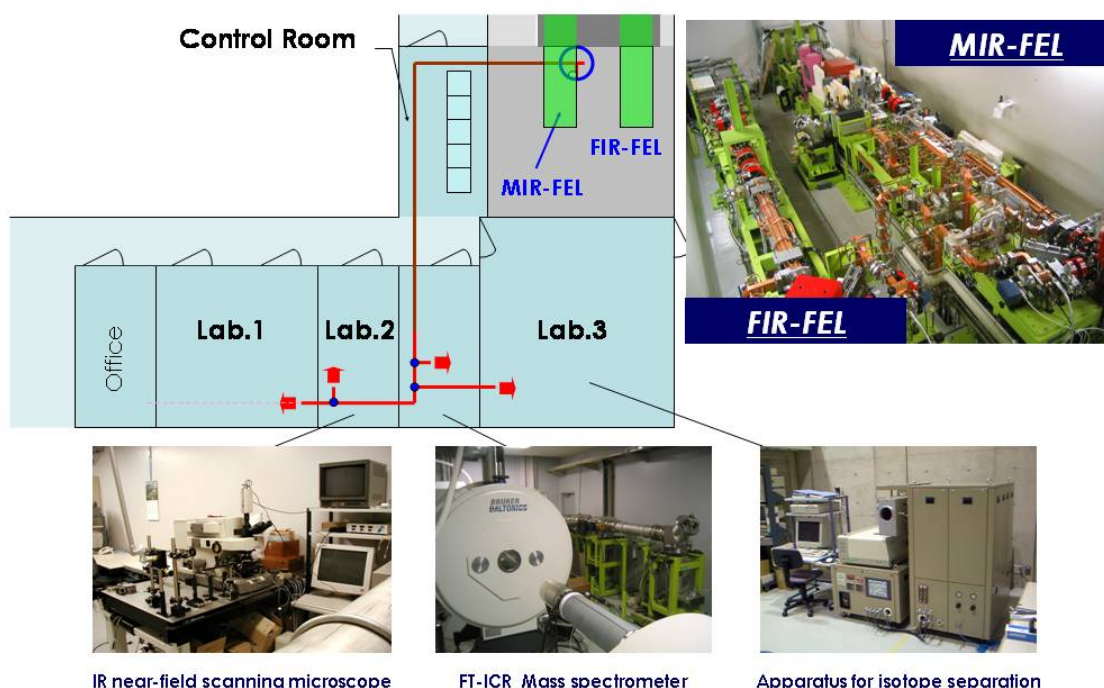 Control Room
MIR-FEL
FIR-FEL
MIR-FEL
FIR-FEL
Office
Lab.1
Lab.2
Lab.3
BRUKER
DALTONICS
IR near-field scanning microscope
FT-ICR Mass spectrometer
Apparatus for isotope separation